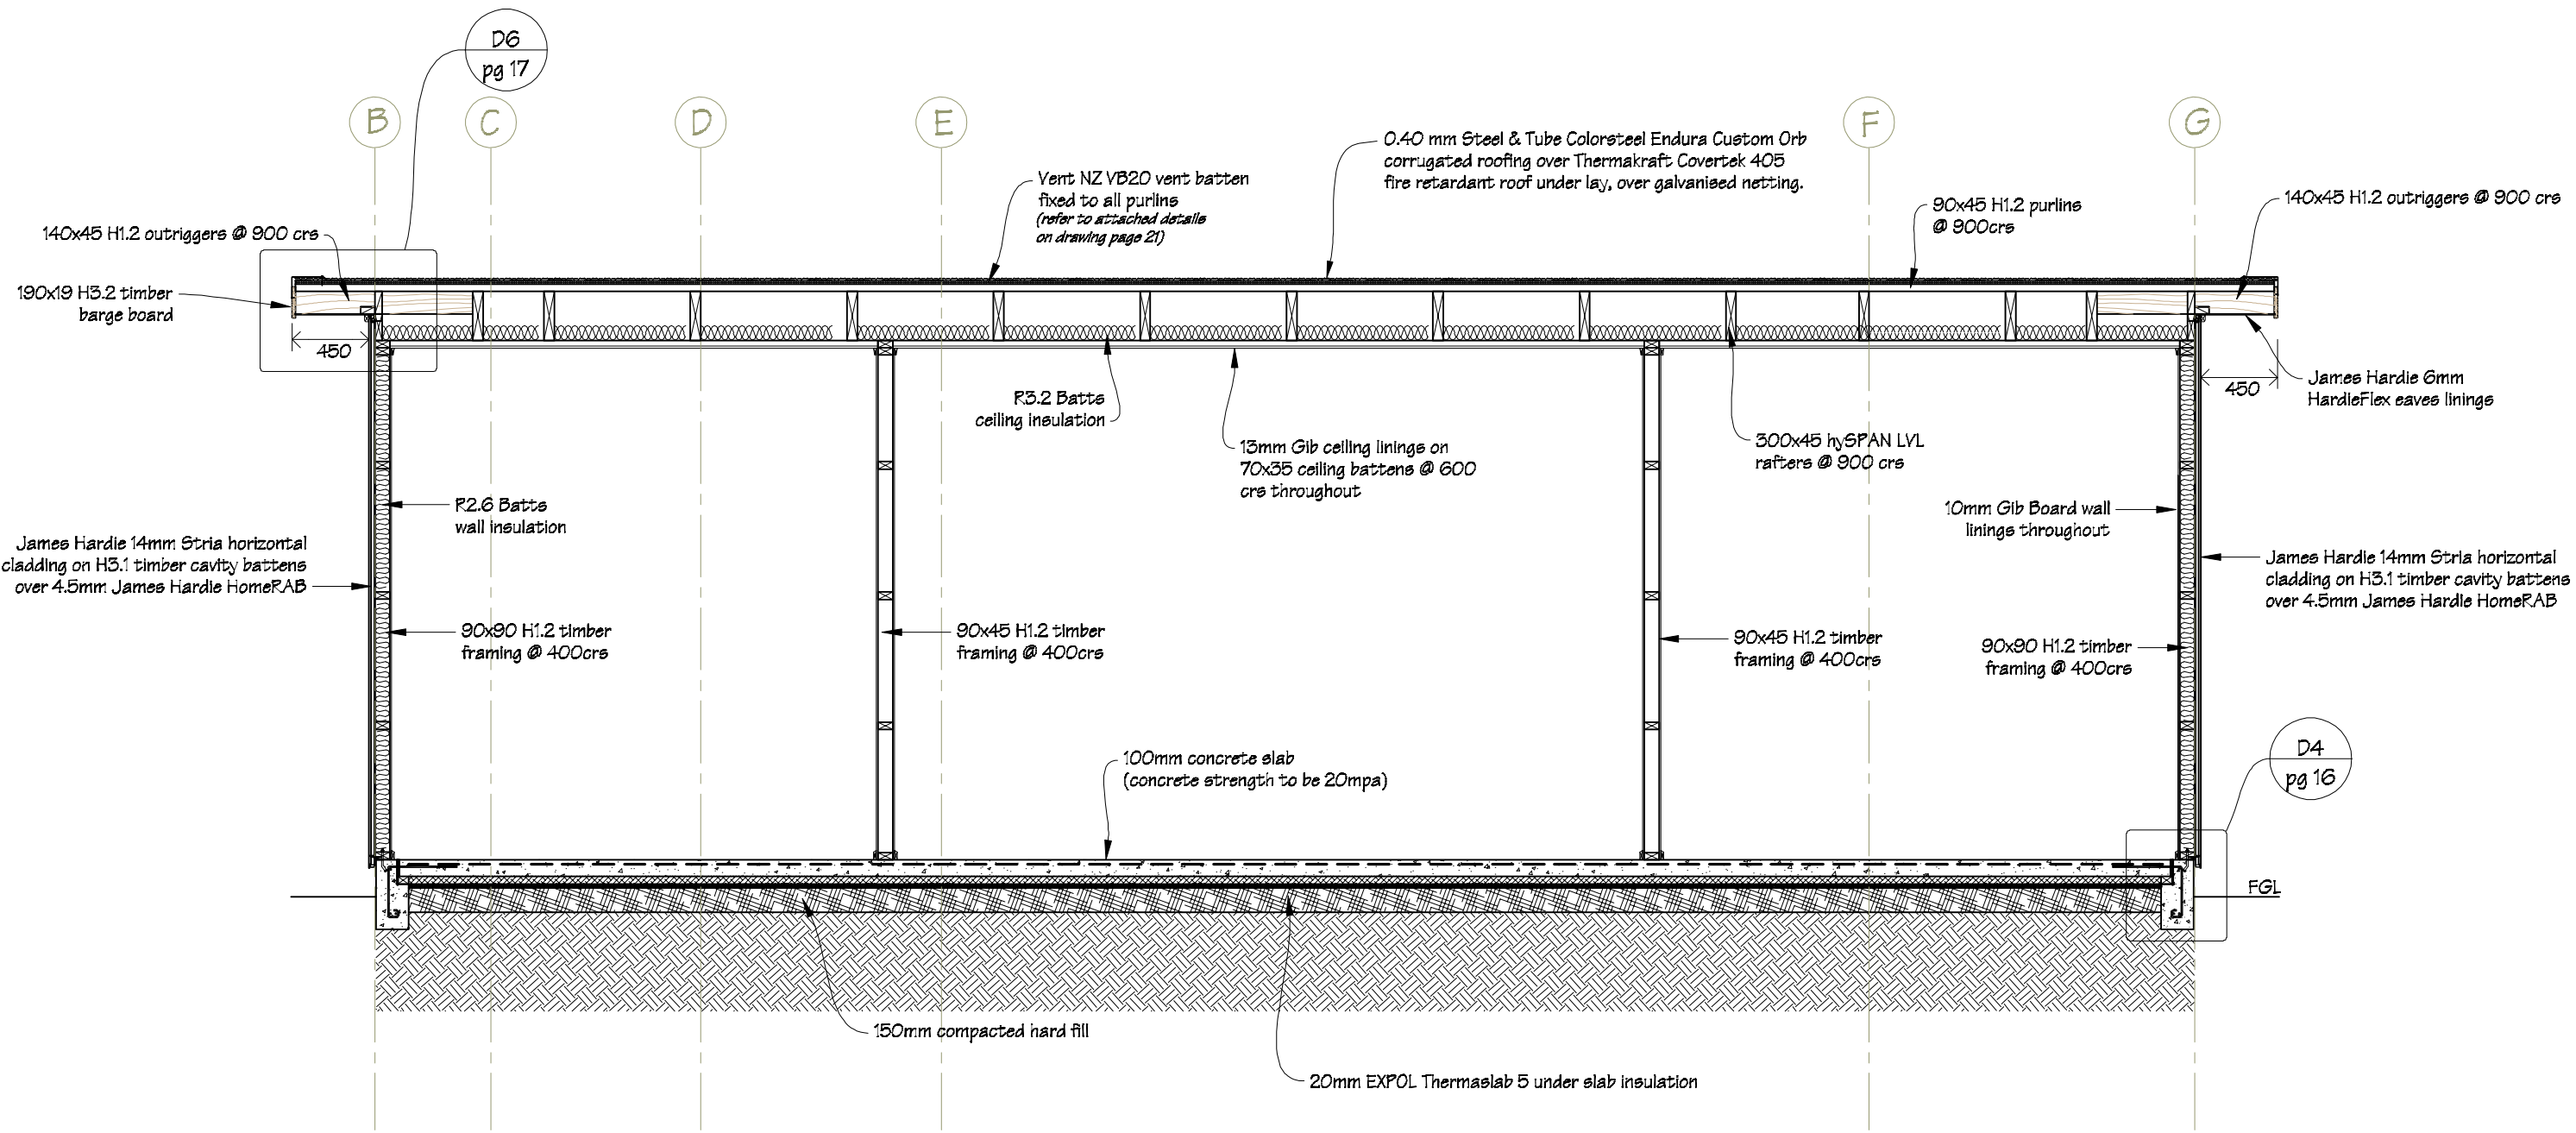 D6
pg 17
B
C
D
E
F
G
0.40 mm Steel & Tube Colorsteel Endura Custom Orb
corrugated roofing over Thermakraft Covertek 405
fire retardant roof under lay, over galvanised netting.
Vent NZ VB20 vent batten
fixed to all purlins
(refer to attached details
on drawing page 21)
90x45 H1.2 purlins
@ 900crs
140x45 H1.2 outriggers @ 900 crs
140x45 H1.2 outriggers @ 900 crs
190x19 H3.2 timber
barge board
450
450
James Hardie 6mm
HardieFlex eaves linings
R3.2 Batts
ceiling insulation
13mm Gib ceiling linings on
70x35 ceiling battens @ 600
crs throughout
300x45 hySPAN LVL
rafters @ 900 crs
R2.6 Batts
wall insulation
10mm Gib Board wall
linings throughout
James Hardie 14mm Stria horizontal
cladding on H3.1 timber cavity battens
over 4.5mm James Hardie HomeRAB
James Hardie 14mm Stria horizontal
cladding on H3.1 timber cavity battens
over 4.5mm James Hardie HomeRAB
90x90 H1.2 timber
framing @ 400crs
90x45 H1.2 timber
framing @ 400crs
90x45 H1.2 timber
framing @ 400crs
90x90 H1.2 timber
framing @ 400crs
100mm concrete slab
(concrete strength to be 20mpa)
D4
pg 16
FGL
150mm compacted hard fill
20mm EXPOL Thermaslab 5 under slab insulation